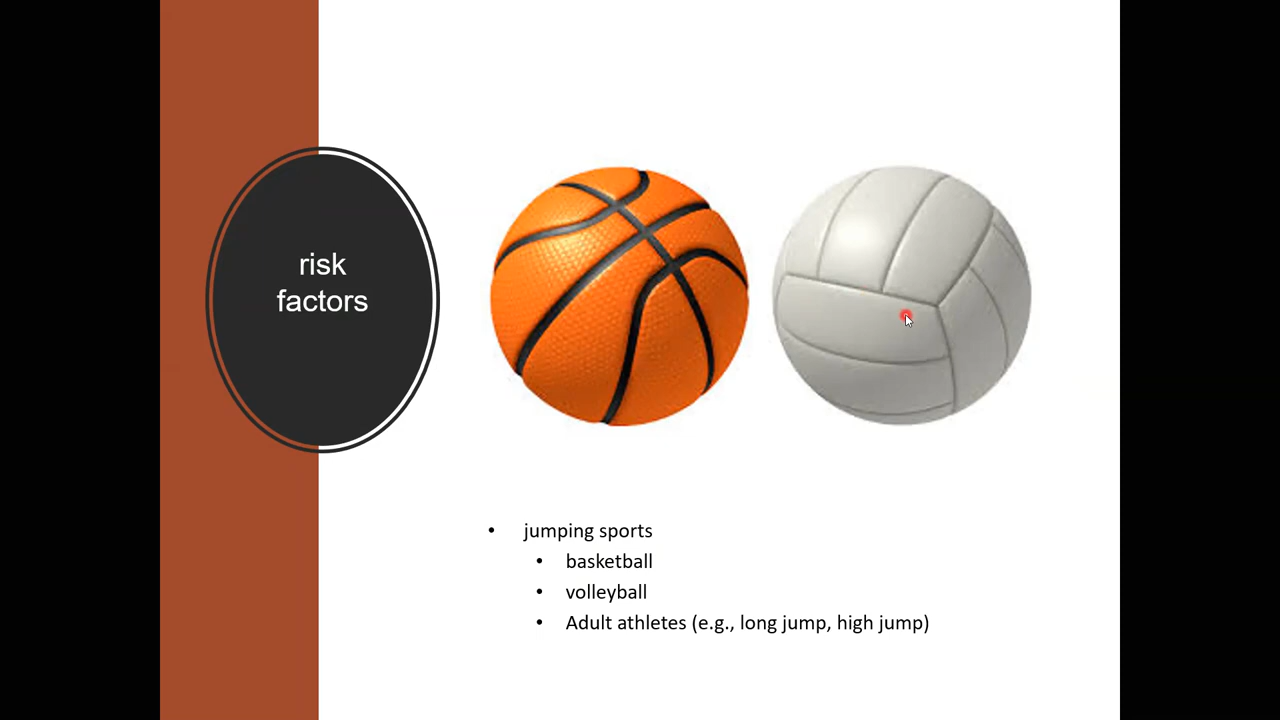 risk
factors
• jumping sports
• basketball
• volleyball
• Adult athletes (e.g., long jump, high jump)